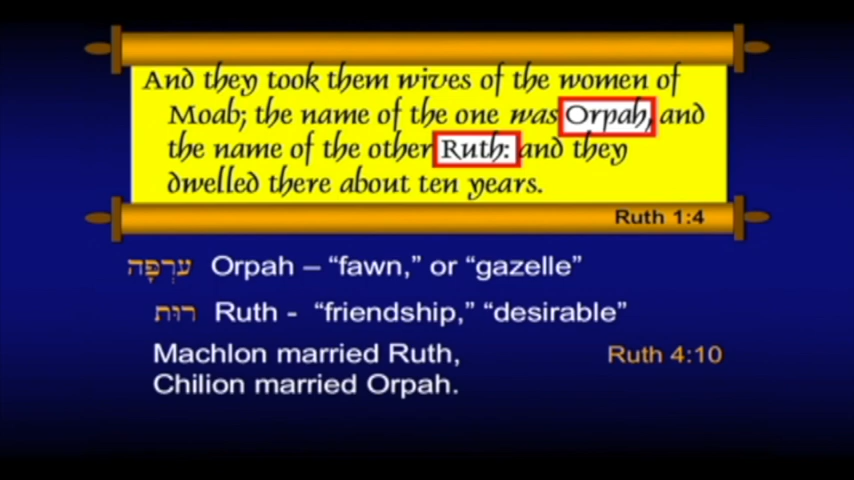 And they took them wives of the women of
Moab; the name of the one was Orpah, and
the name of the other Ruth: and they
dwelled there about ten years.
Ruth 1:4
עׇרְפָּה Orpah – “fawn,” or “gazelle”
רוּת Ruth - “friendship,” “desirable”
Machlon married Ruth, Ruth 4:10
Chilion married Orpah.